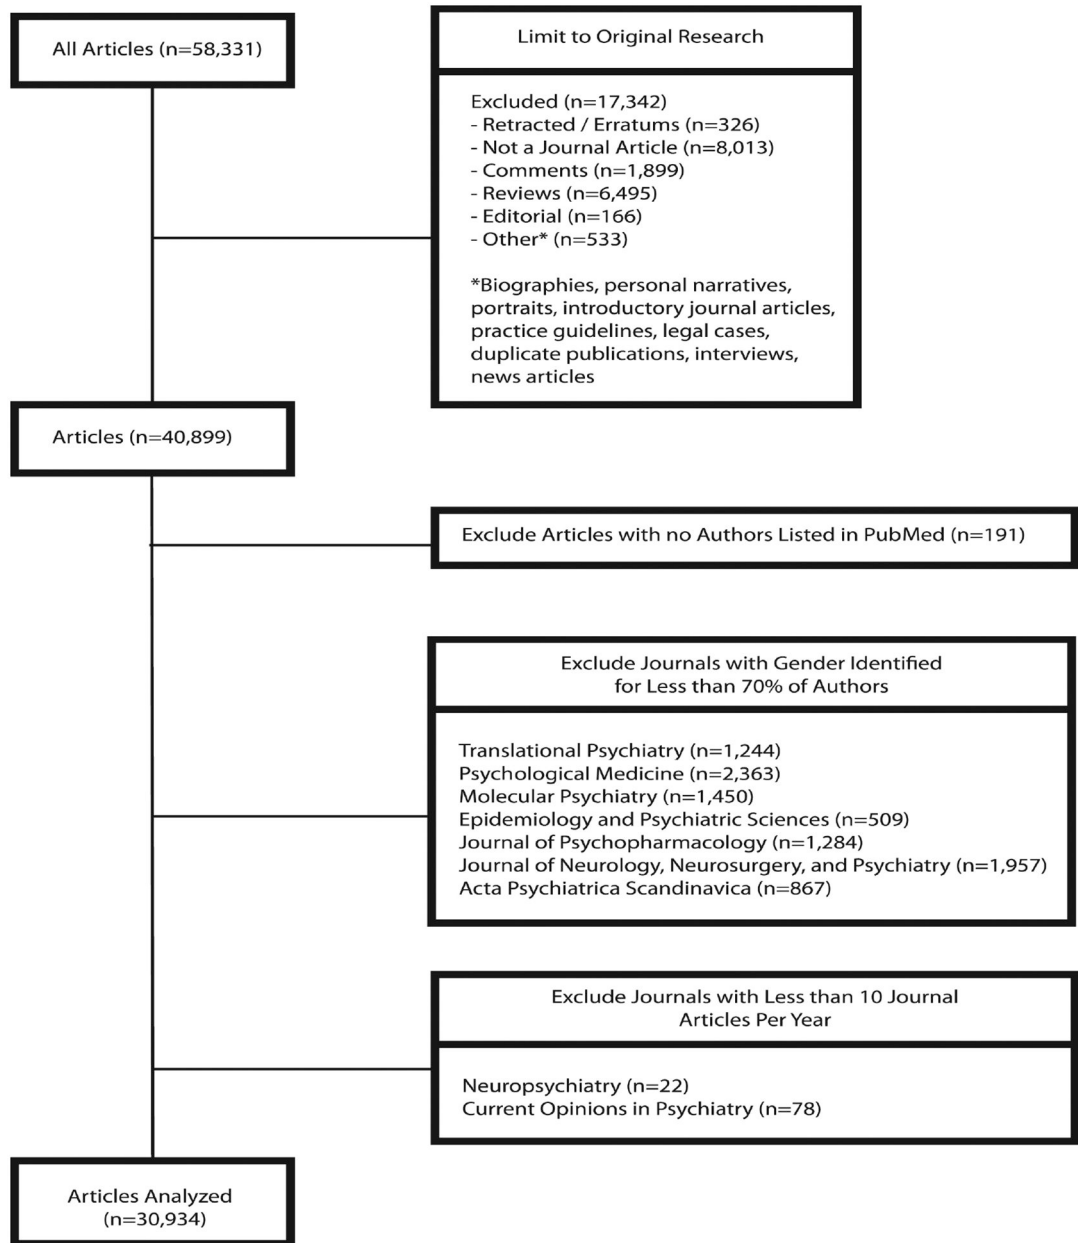 All Articles (n=58,331)
Limit to Original Research
Excluded (n=17,342)
- Retracted / Erratums (n=326)
- Not a Journal Article (n=8,013)
- Comments (n=1,899)
- Reviews (n=6,495)
- Editorial (n=166)
- Other* (n=533)
*Biographies, personal narratives,
portraits, introductory journal articles,
practice guidelines, legal cases,
duplicate publications, interviews,
news articles
Articles (n=40,899)
Exclude Articles with no Authors Listed in PubMed (n=191)
Exclude Journals with Gender Identified
for Less than 70% of Authors
Translational Psychiatry (n=1,244)
Psychological Medicine (n=2,363)
Molecular Psychiatry (n=1,450)
Epidemiology and Psychiatric Sciences (n=509)
Journal of Psychopharmacology (n=1,284)
Journal of Neurology, Neurosurgery, and Psychiatry (n=1,957)
Acta Psychiatrica Scandinavica (n=867)
Exclude Journals with Less than 10 Journal
Articles Per Year
Neuropsychiatry (n=22)
Current Opinions in Psychiatry (n=78)
Articles Analyzed
(n=30,934)